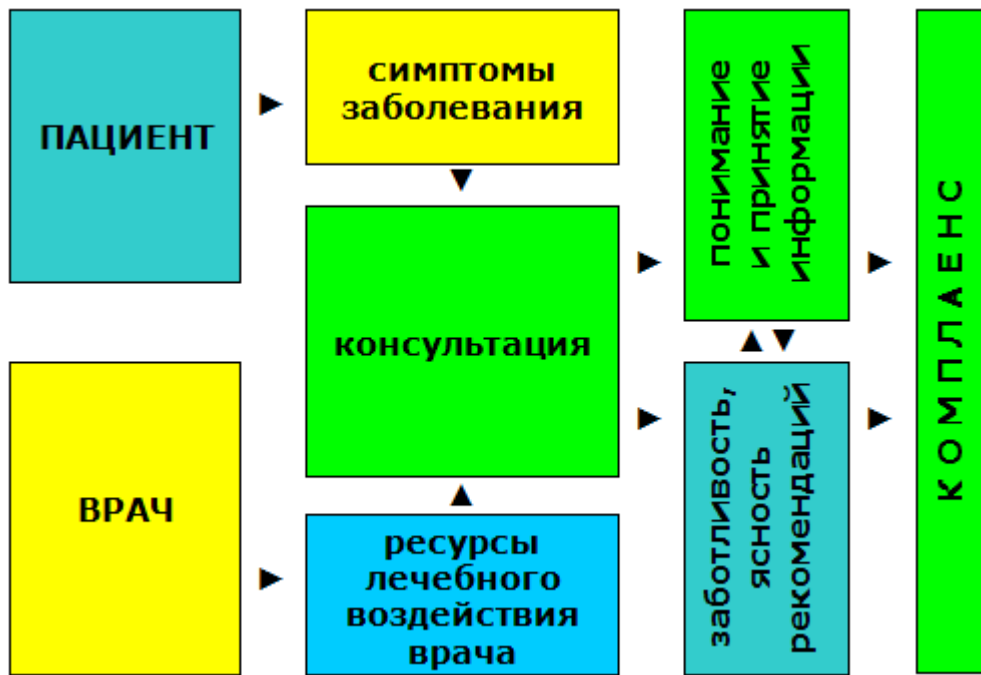 ПАЦИЕНТ
симптомы
заболевания
консультация
ВРАЧ
ресурсы
лечебного
воздействия
врача
понимание
и принятие
информации
заботливость,
ясность
рекомендаций
КОМПЛАЕНС